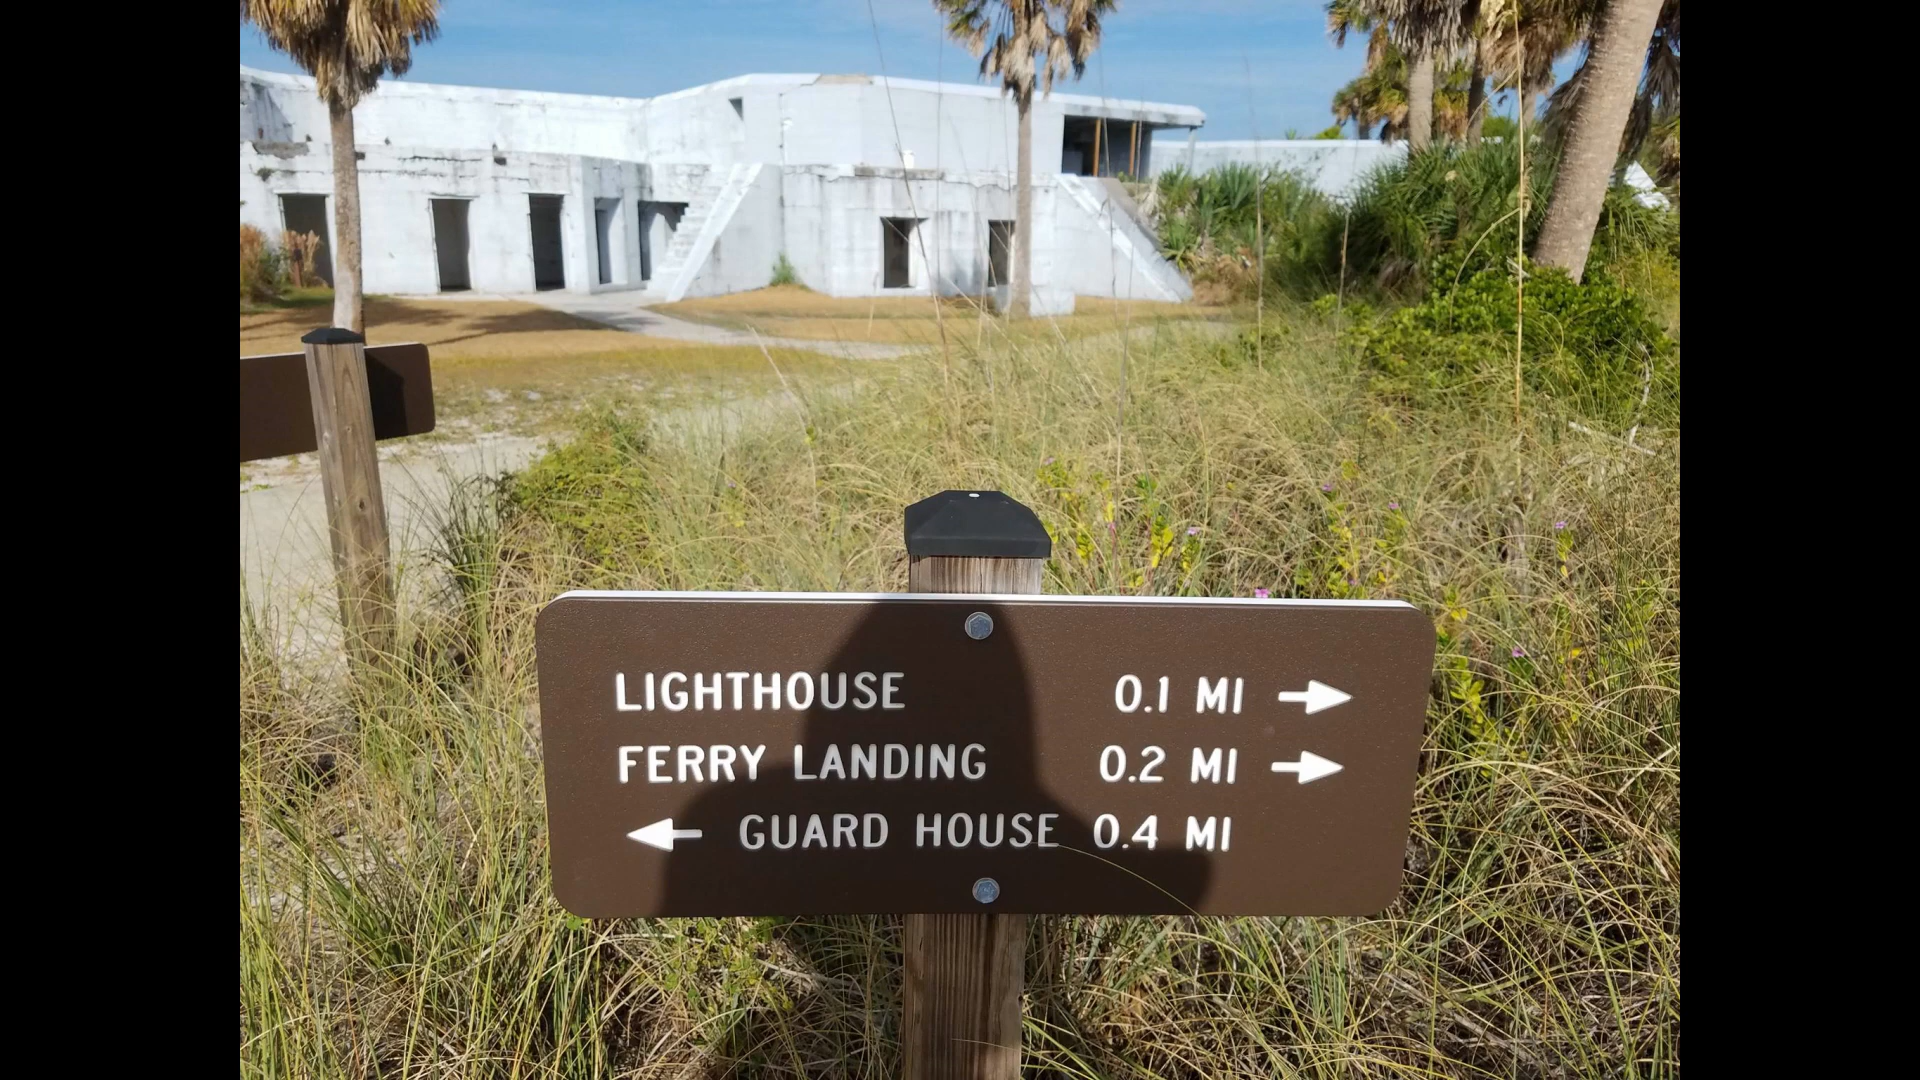 LIGHTHOUSE 0.1 MI →
FERRY LANDING 0.2 MI →
← GUARD HOUSE 0.4 MI